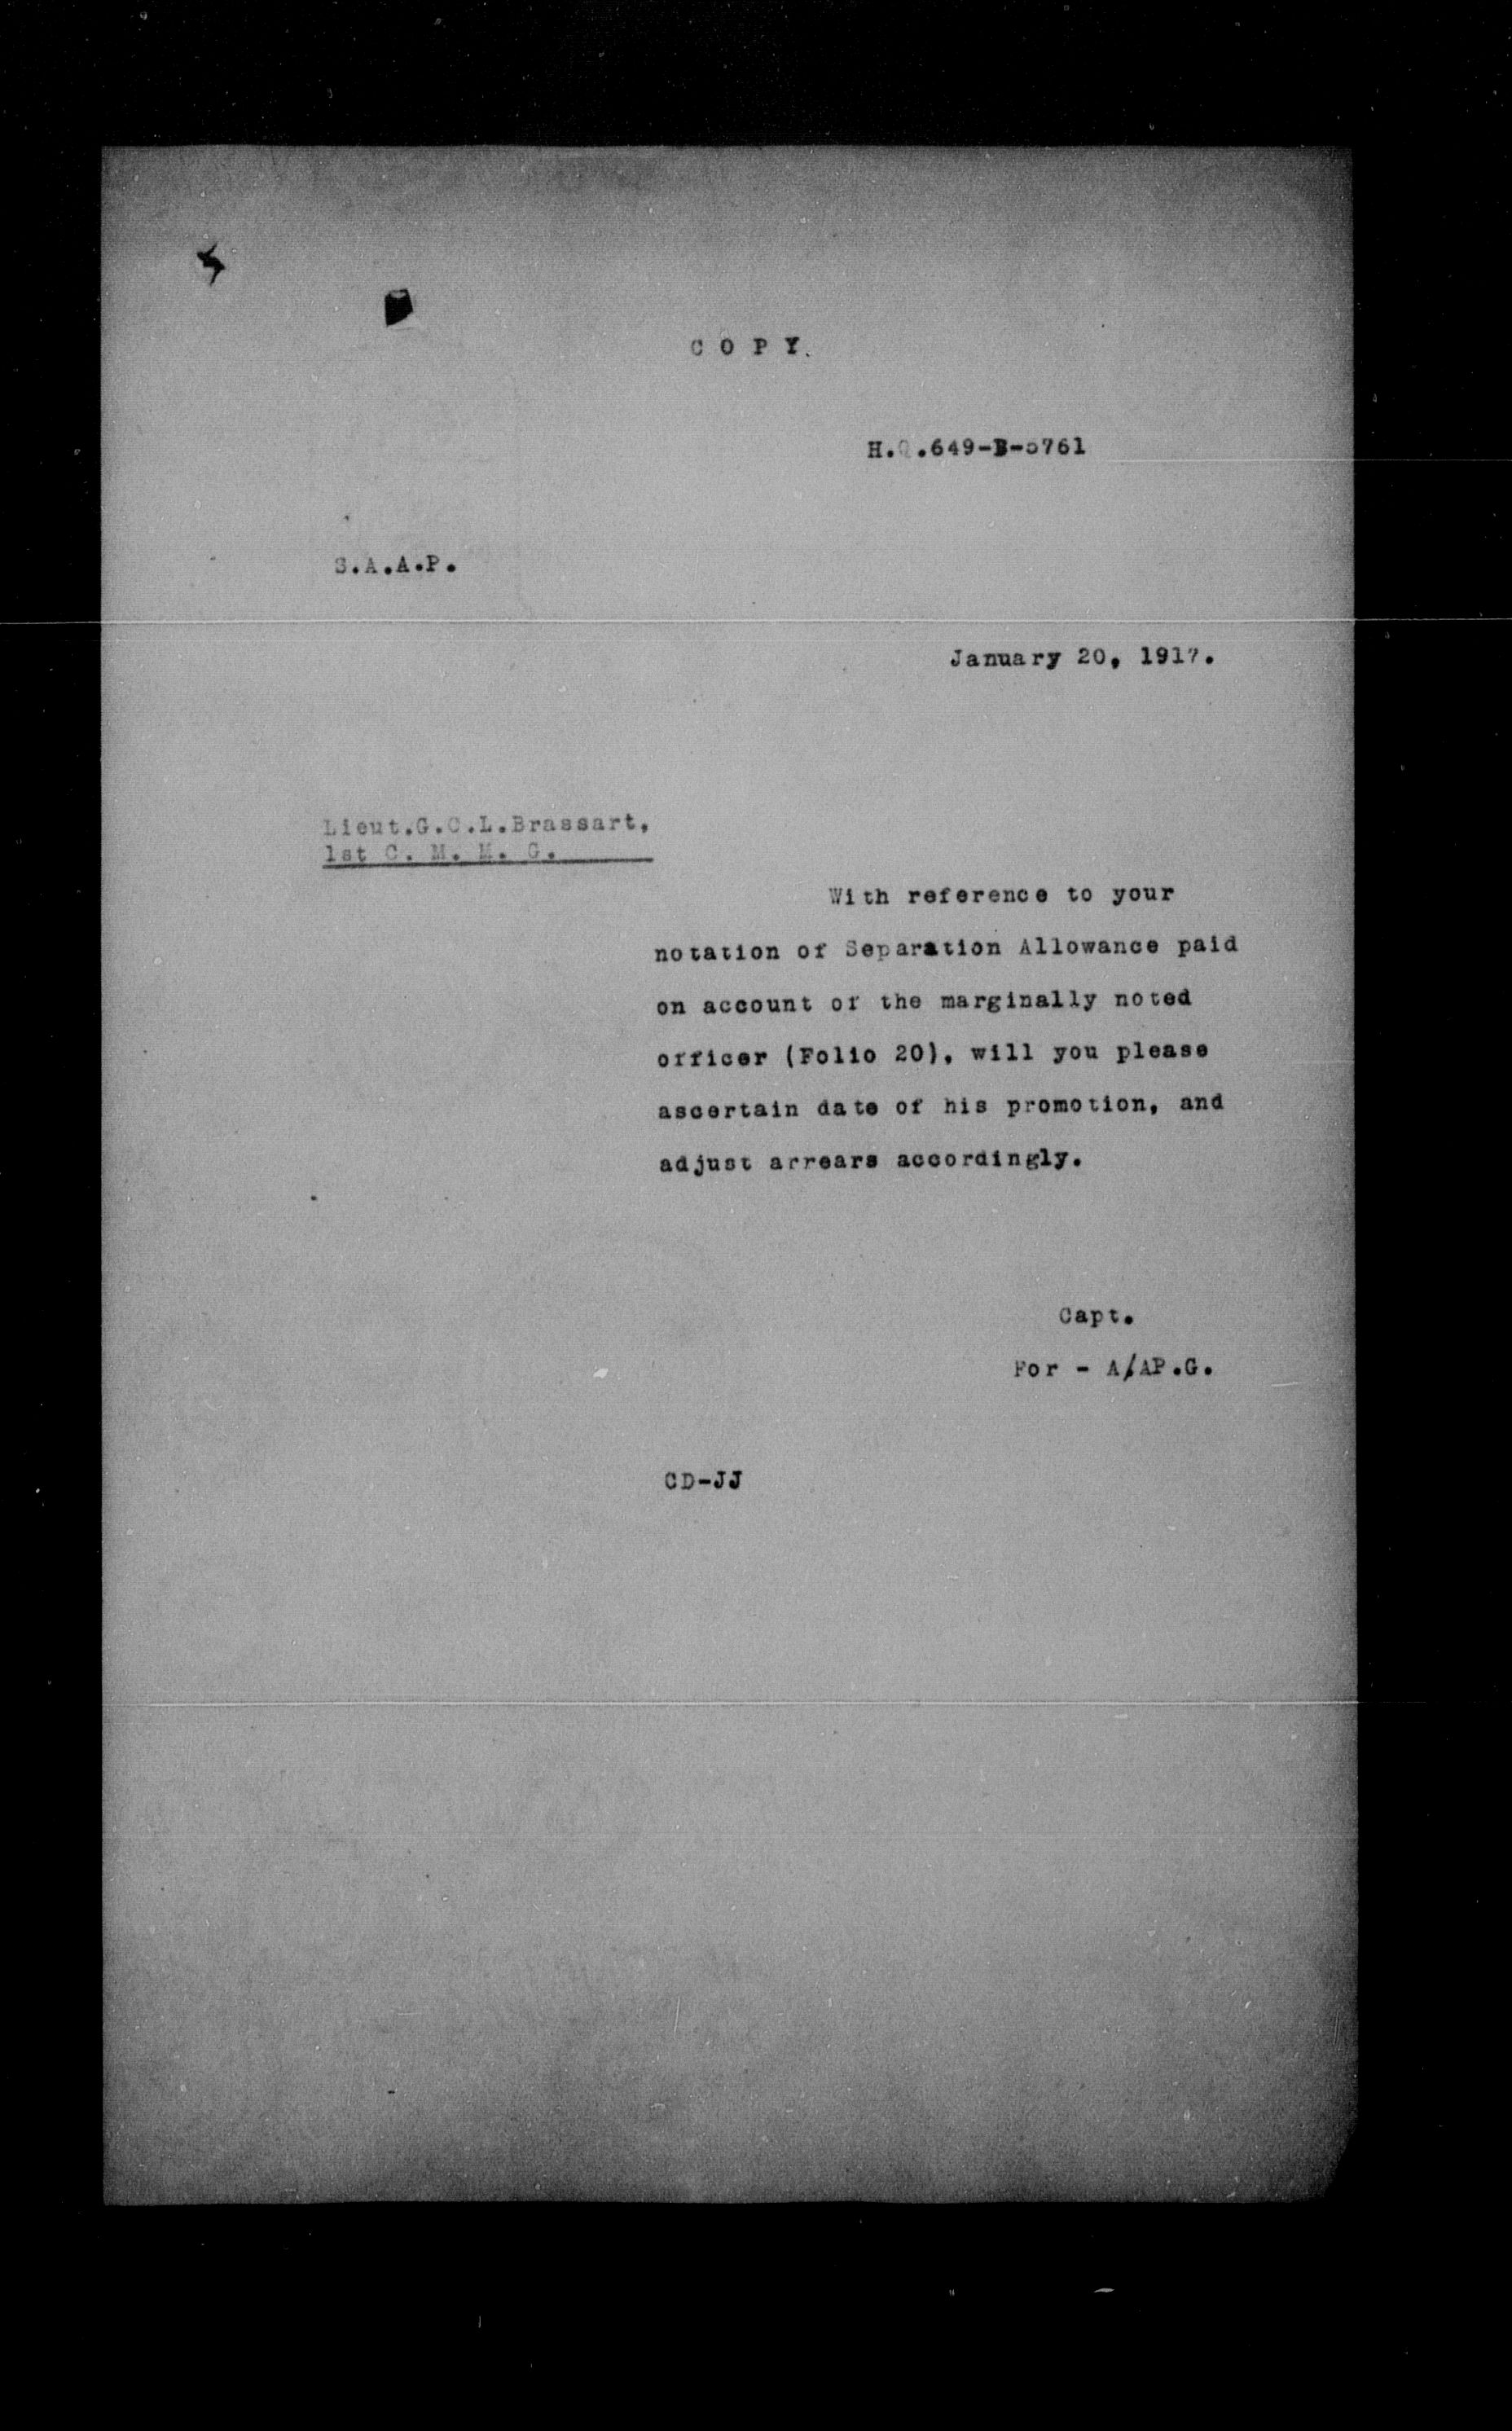 C O P Y.
H.Q.649-B-5761
S.A.A.P.
January 20, 1917.
Lieut.G.C.L.Brassart,
1st C. M. M. G.
With reference to your
notation of Separation Allowance paid
on account of the marginally noted
officer (Folio 20), will you please
ascertain date of his promotion, and
adjust arrears accordingly.
Capt.
For - A/AP.G.
CD-JJ